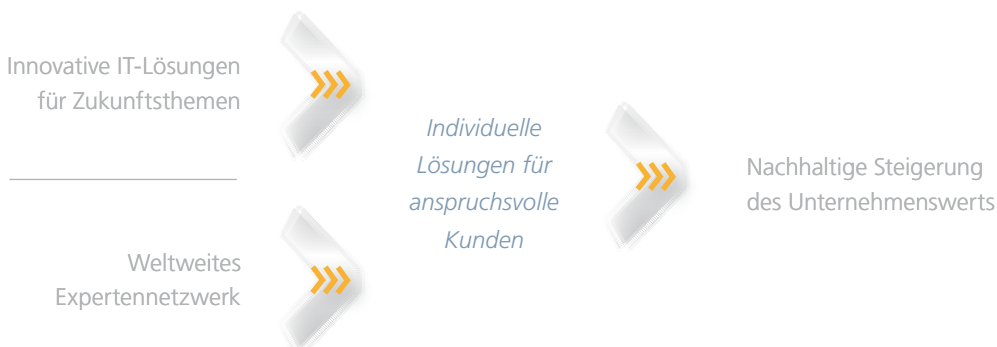 Innovative IT-Lösungen
für Zukunftsthemen
Weltweites
Expertennetzwerk
Individuelle
Lösungen für
anspruchsvolle
Kunden
Nachhaltige Steigerung
des Unternehmenswerts